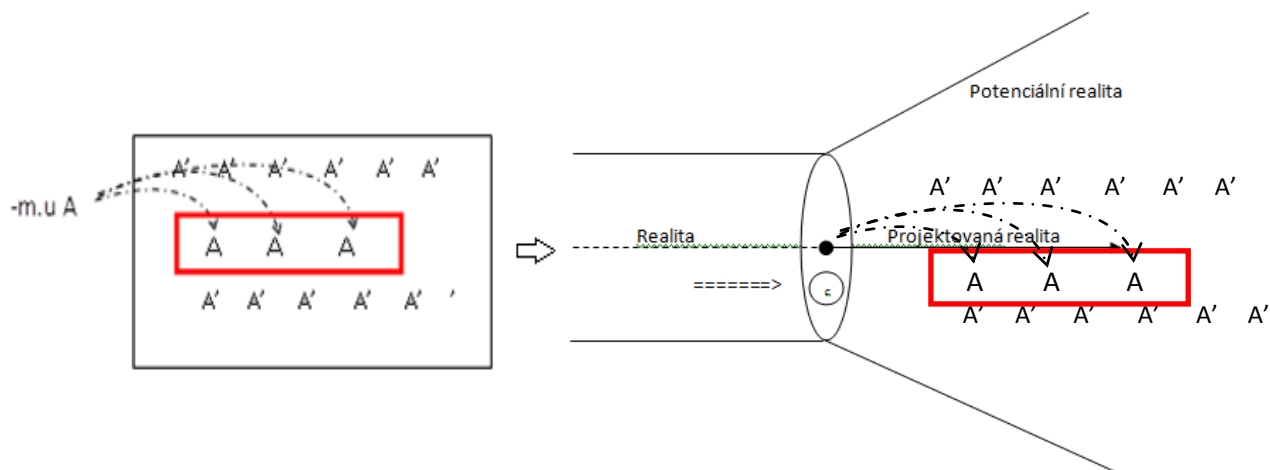 A’ A’ A’ A’ A’ A’
-m.u A
A A A
A’ A’ A’ A’ A’ ’
Potenciální realita
A’ A’ A’ A’ A’ A’
Realita
Projektovaná realita
=======>
A A A
A’ A’ A’ A’ A’ A’